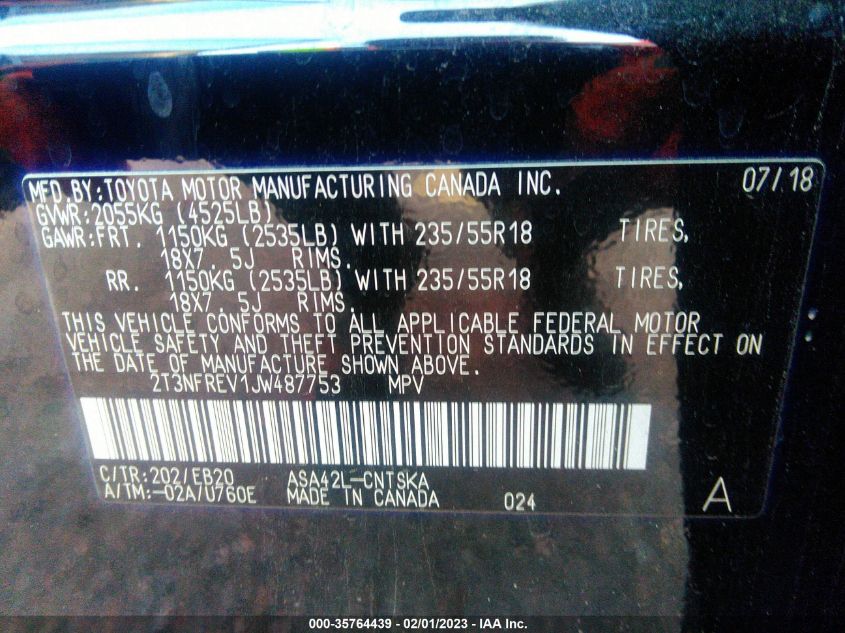 MFD.BY:TOYOTA MOTOR MANUFACTURING CANADA INC. 07/18
GVWR:2055KG (4525LB)
GAWR:FRT. 1150KG (2535LB) WITH 235/55R18 TIRES,
18X7.5J RIMS.
RR. 1150KG (2535LB) WITH 235/55R18 TIRES,
18X7.5J RIMS.
THIS VEHICLE CONFORMS TO ALL APPLICABLE FEDERAL MOTOR
VEHICLE SAFETY AND THEFT PREVENTION STANDARDS IN EFFECT ON
THE DATE OF MANUFACTURE SHOWN ABOVE.
2T3NFREV1JW487753 MPV
C/TR:202/EB20 ASA42L-CNTSKA
A/TM:-02A/U760E MADE IN CANADA 024 A
000-35764439 - 02/01/2023 - IAA Inc.